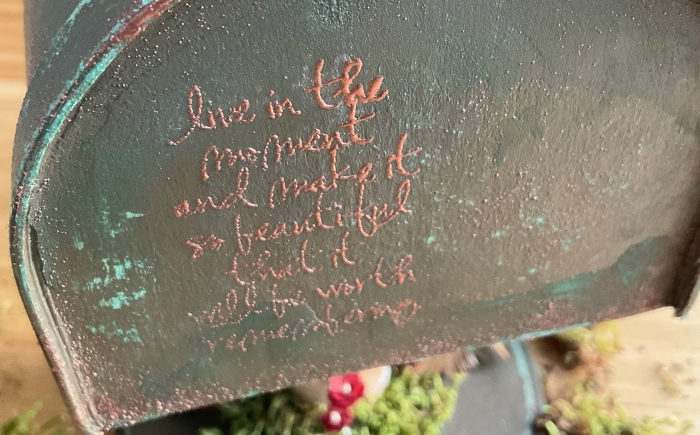 live in the
moment
and make it
so beautiful
that it
will be worth
remembering